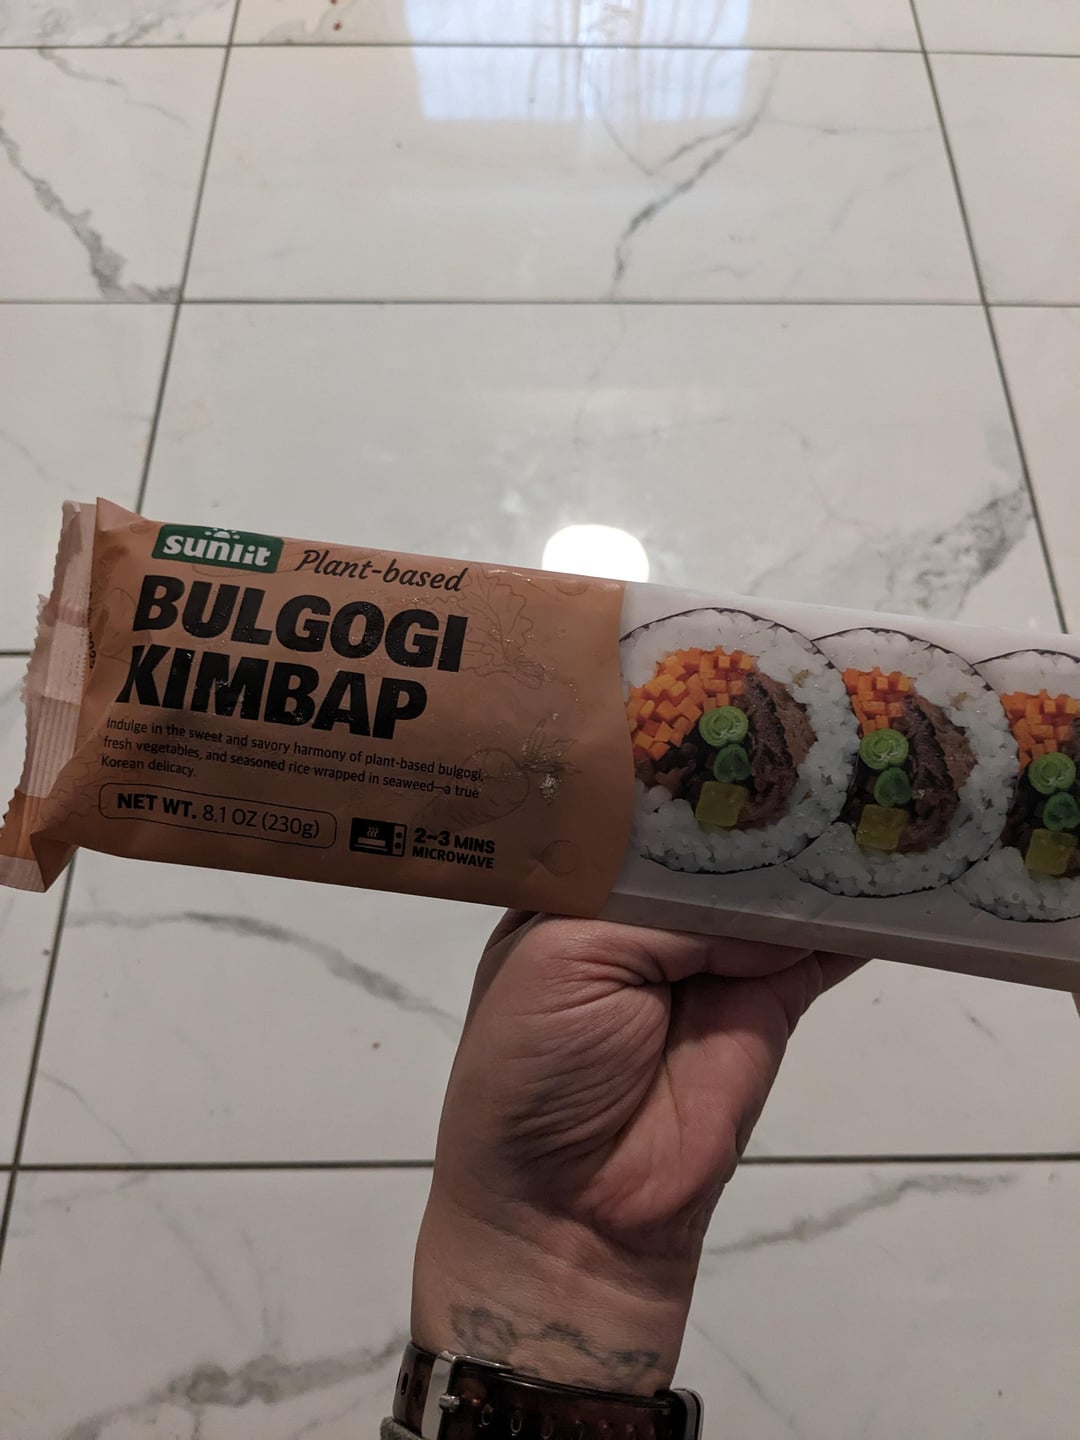 sunlit
Plant-based
BULGOGI
KIMBAP
Indulge in the sweet and savory harmony of plant-based bulgogi,
fresh vegetables, and seasoned rice wrapped in seaweed—a true
Korean delicacy.
NET WT. 8.1 OZ (230g)
2~3 MINS
MICROWAVE